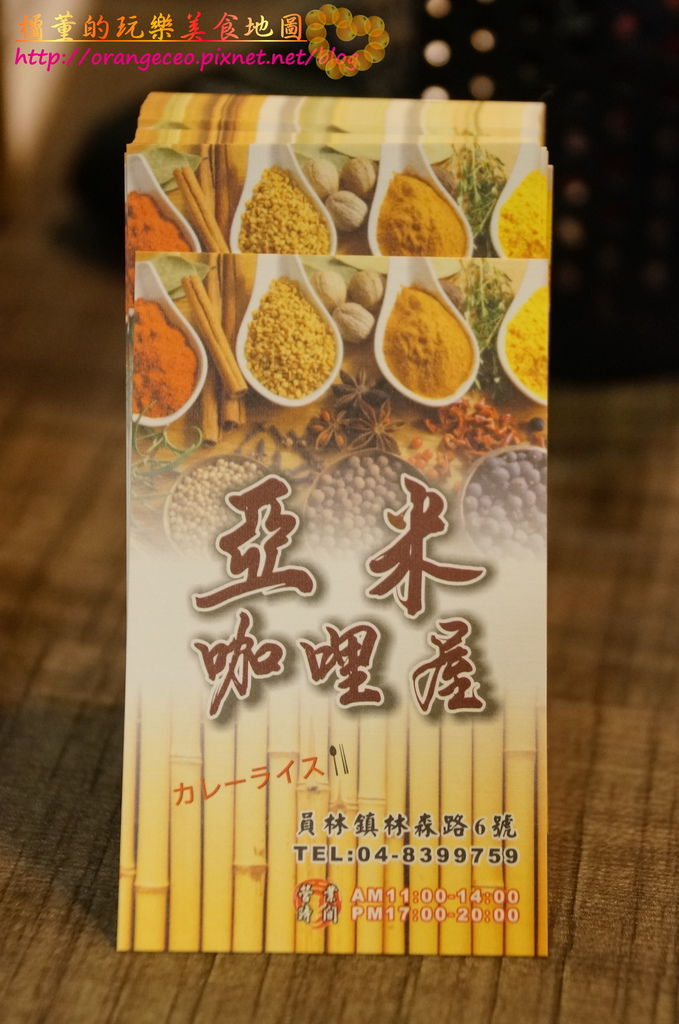 橘董的玩樂美食地圖
http://orangeceo.pixnet.net/blog
亞米
咖哩屋
カレーライス
員林鎮林森路6號
TEL:04-8399759
營業時間
AM11:00-14:00
PM17:00-20:00